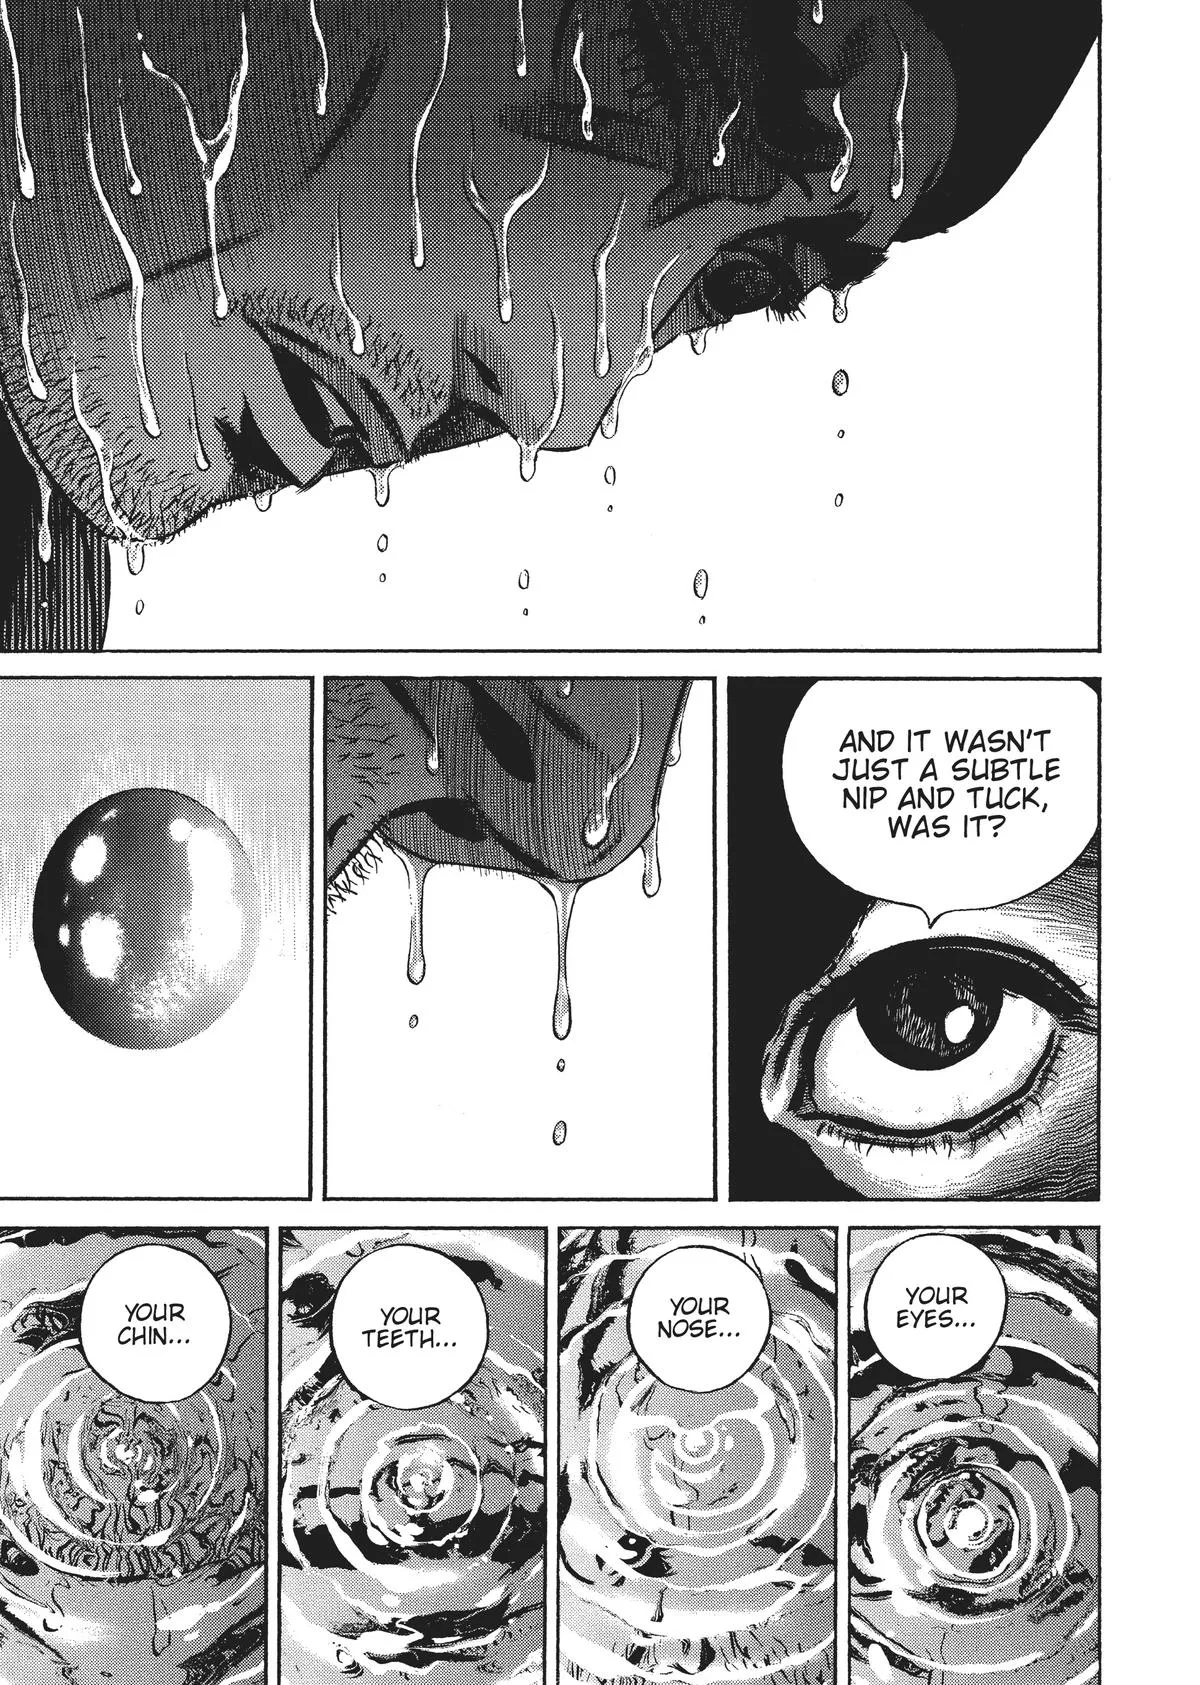 AND IT WASN'T
JUST A SUBTLE
NIP AND TUCK,
WAS IT?
YOUR
EYES...
YOUR
NOSE...
YOUR
TEETH...
YOUR
CHIN...